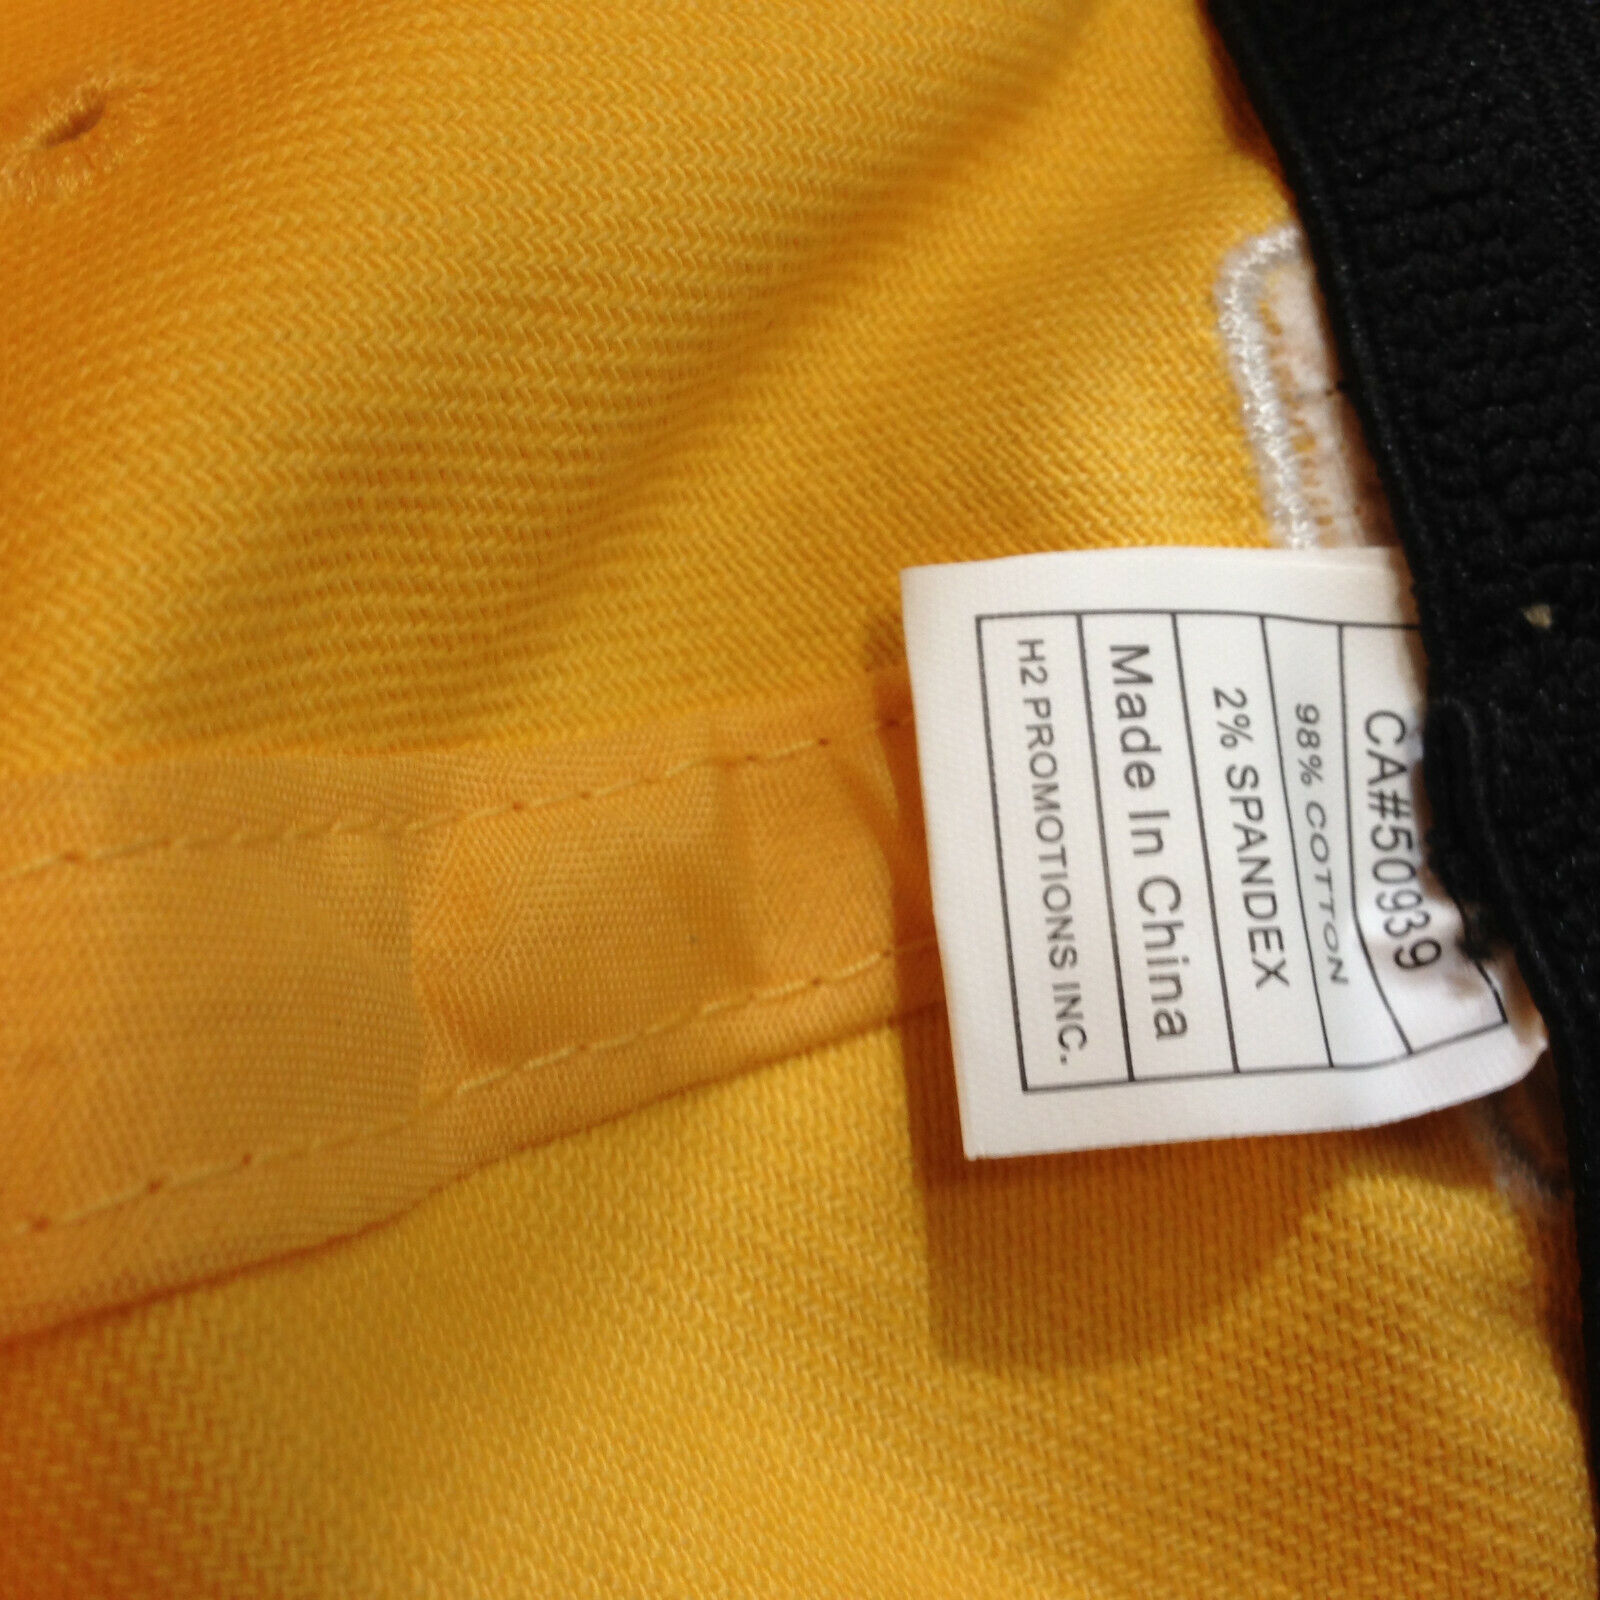 CA#50939
98% COTTON
2% SPANDEX
Made In China
H2 PROMOTIONS INC.